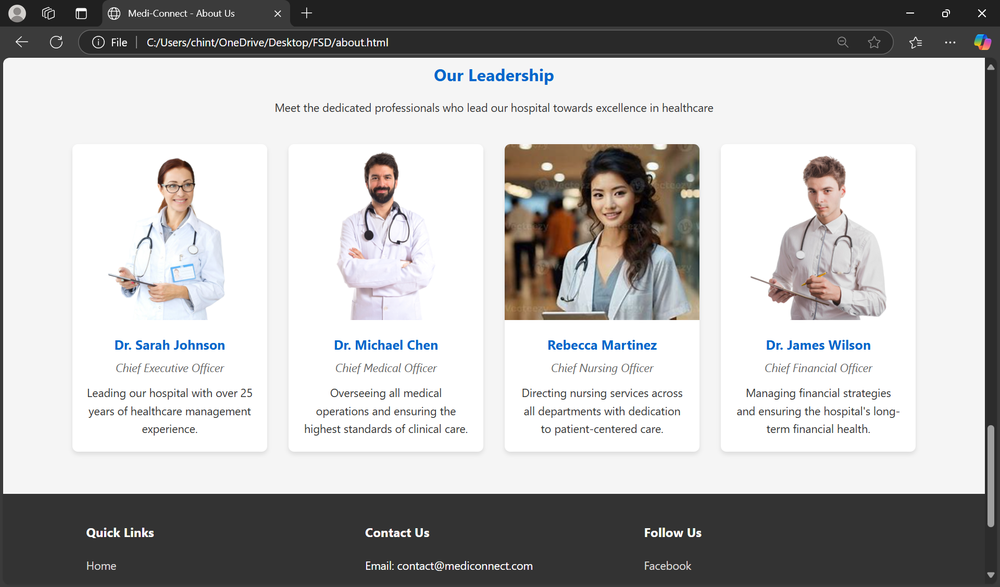 Medi-Connect - About Us
File
C:/Users/chint/OneDrive/Desktop/FSD/about.html
Our Leadership
Meet the dedicated professionals who lead our hospital towards excellence in healthcare
Vecteezy
Vecteezy
Vecteezy
Vecteezy
Dr. Sarah Johnson
Chief Executive Officer
Leading our hospital with over 25
years of healthcare management
experience.
Dr. Michael Chen
Chief Medical Officer
Overseeing all medical
operations and ensuring the
highest standards of clinical care.
Rebecca Martinez
Chief Nursing Officer
Directing nursing services across
all departments with dedication
to patient-centered care.
Dr. James Wilson
Chief Financial Officer
Managing financial strategies
and ensuring the hospital's long-
term financial health.
Quick Links
Home
Contact Us
Email: contact@mediconnect.com
Follow Us
Facebook